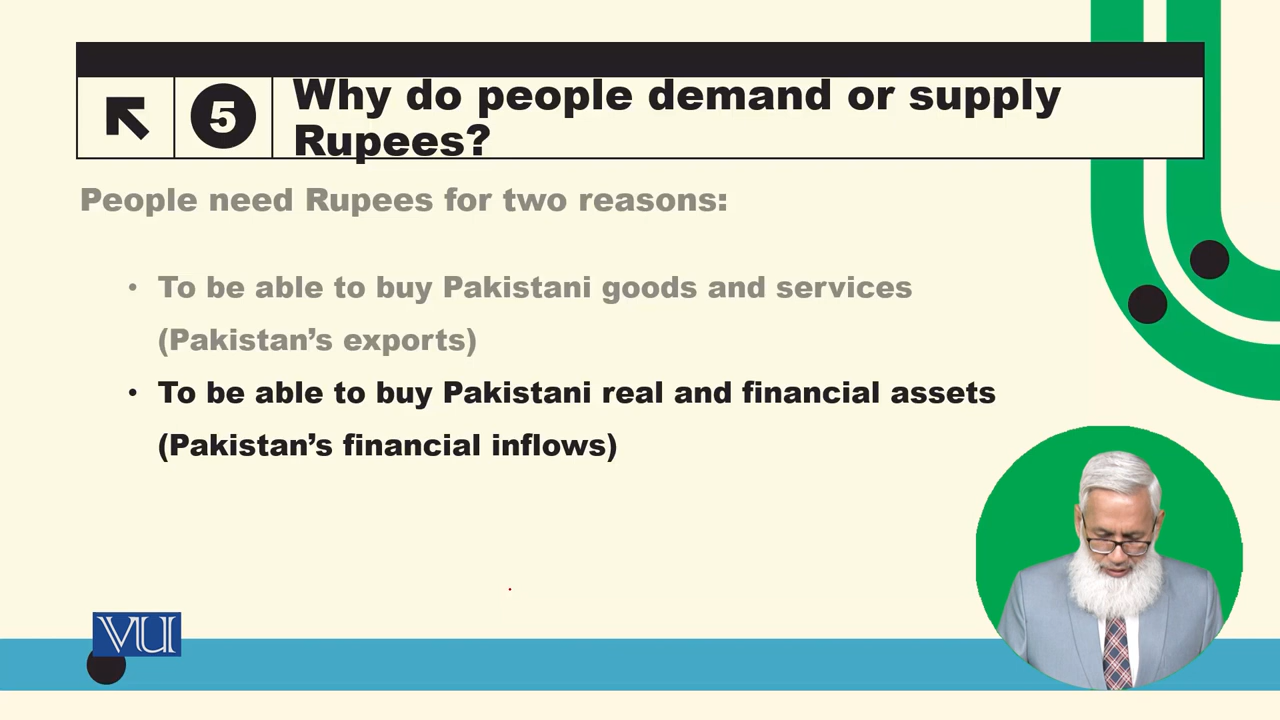 5
Why do people demand or supply
Rupees?
People need Rupees for two reasons:
• To be able to buy Pakistani goods and services
(Pakistan’s exports)
• To be able to buy Pakistani real and financial assets
(Pakistan’s financial inflows)
VU